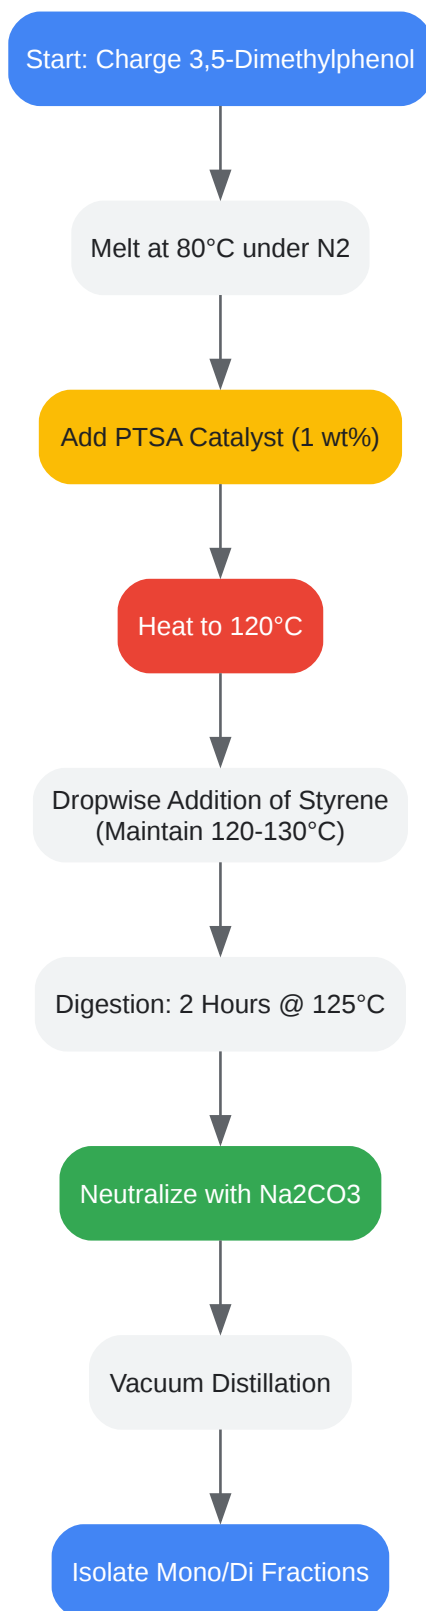 Start: Charge 3,5-Dimethylphenol
Melt at 80°C under N2
Add PTSA Catalyst (1 wt%)
Heat to 120°C
Dropwise Addition of Styrene
(Maintain 120-130°C)
Digestion: 2 Hours @ 125°C
Neutralize with Na2CO3
Vacuum Distillation
Isolate Mono/Di Fractions